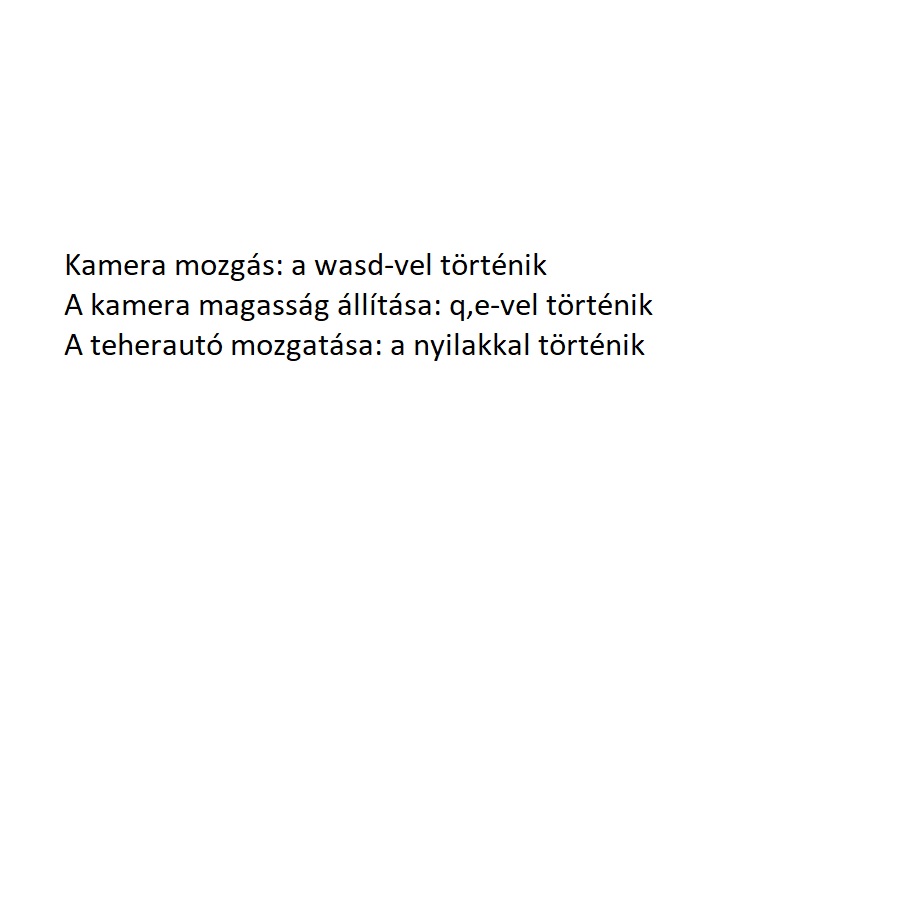 Kamera mozgás: a wasd-vel történik
A kamera magasság állítása: q,e-vel történik
A teherautó mozgatása: a nyilakkal történik